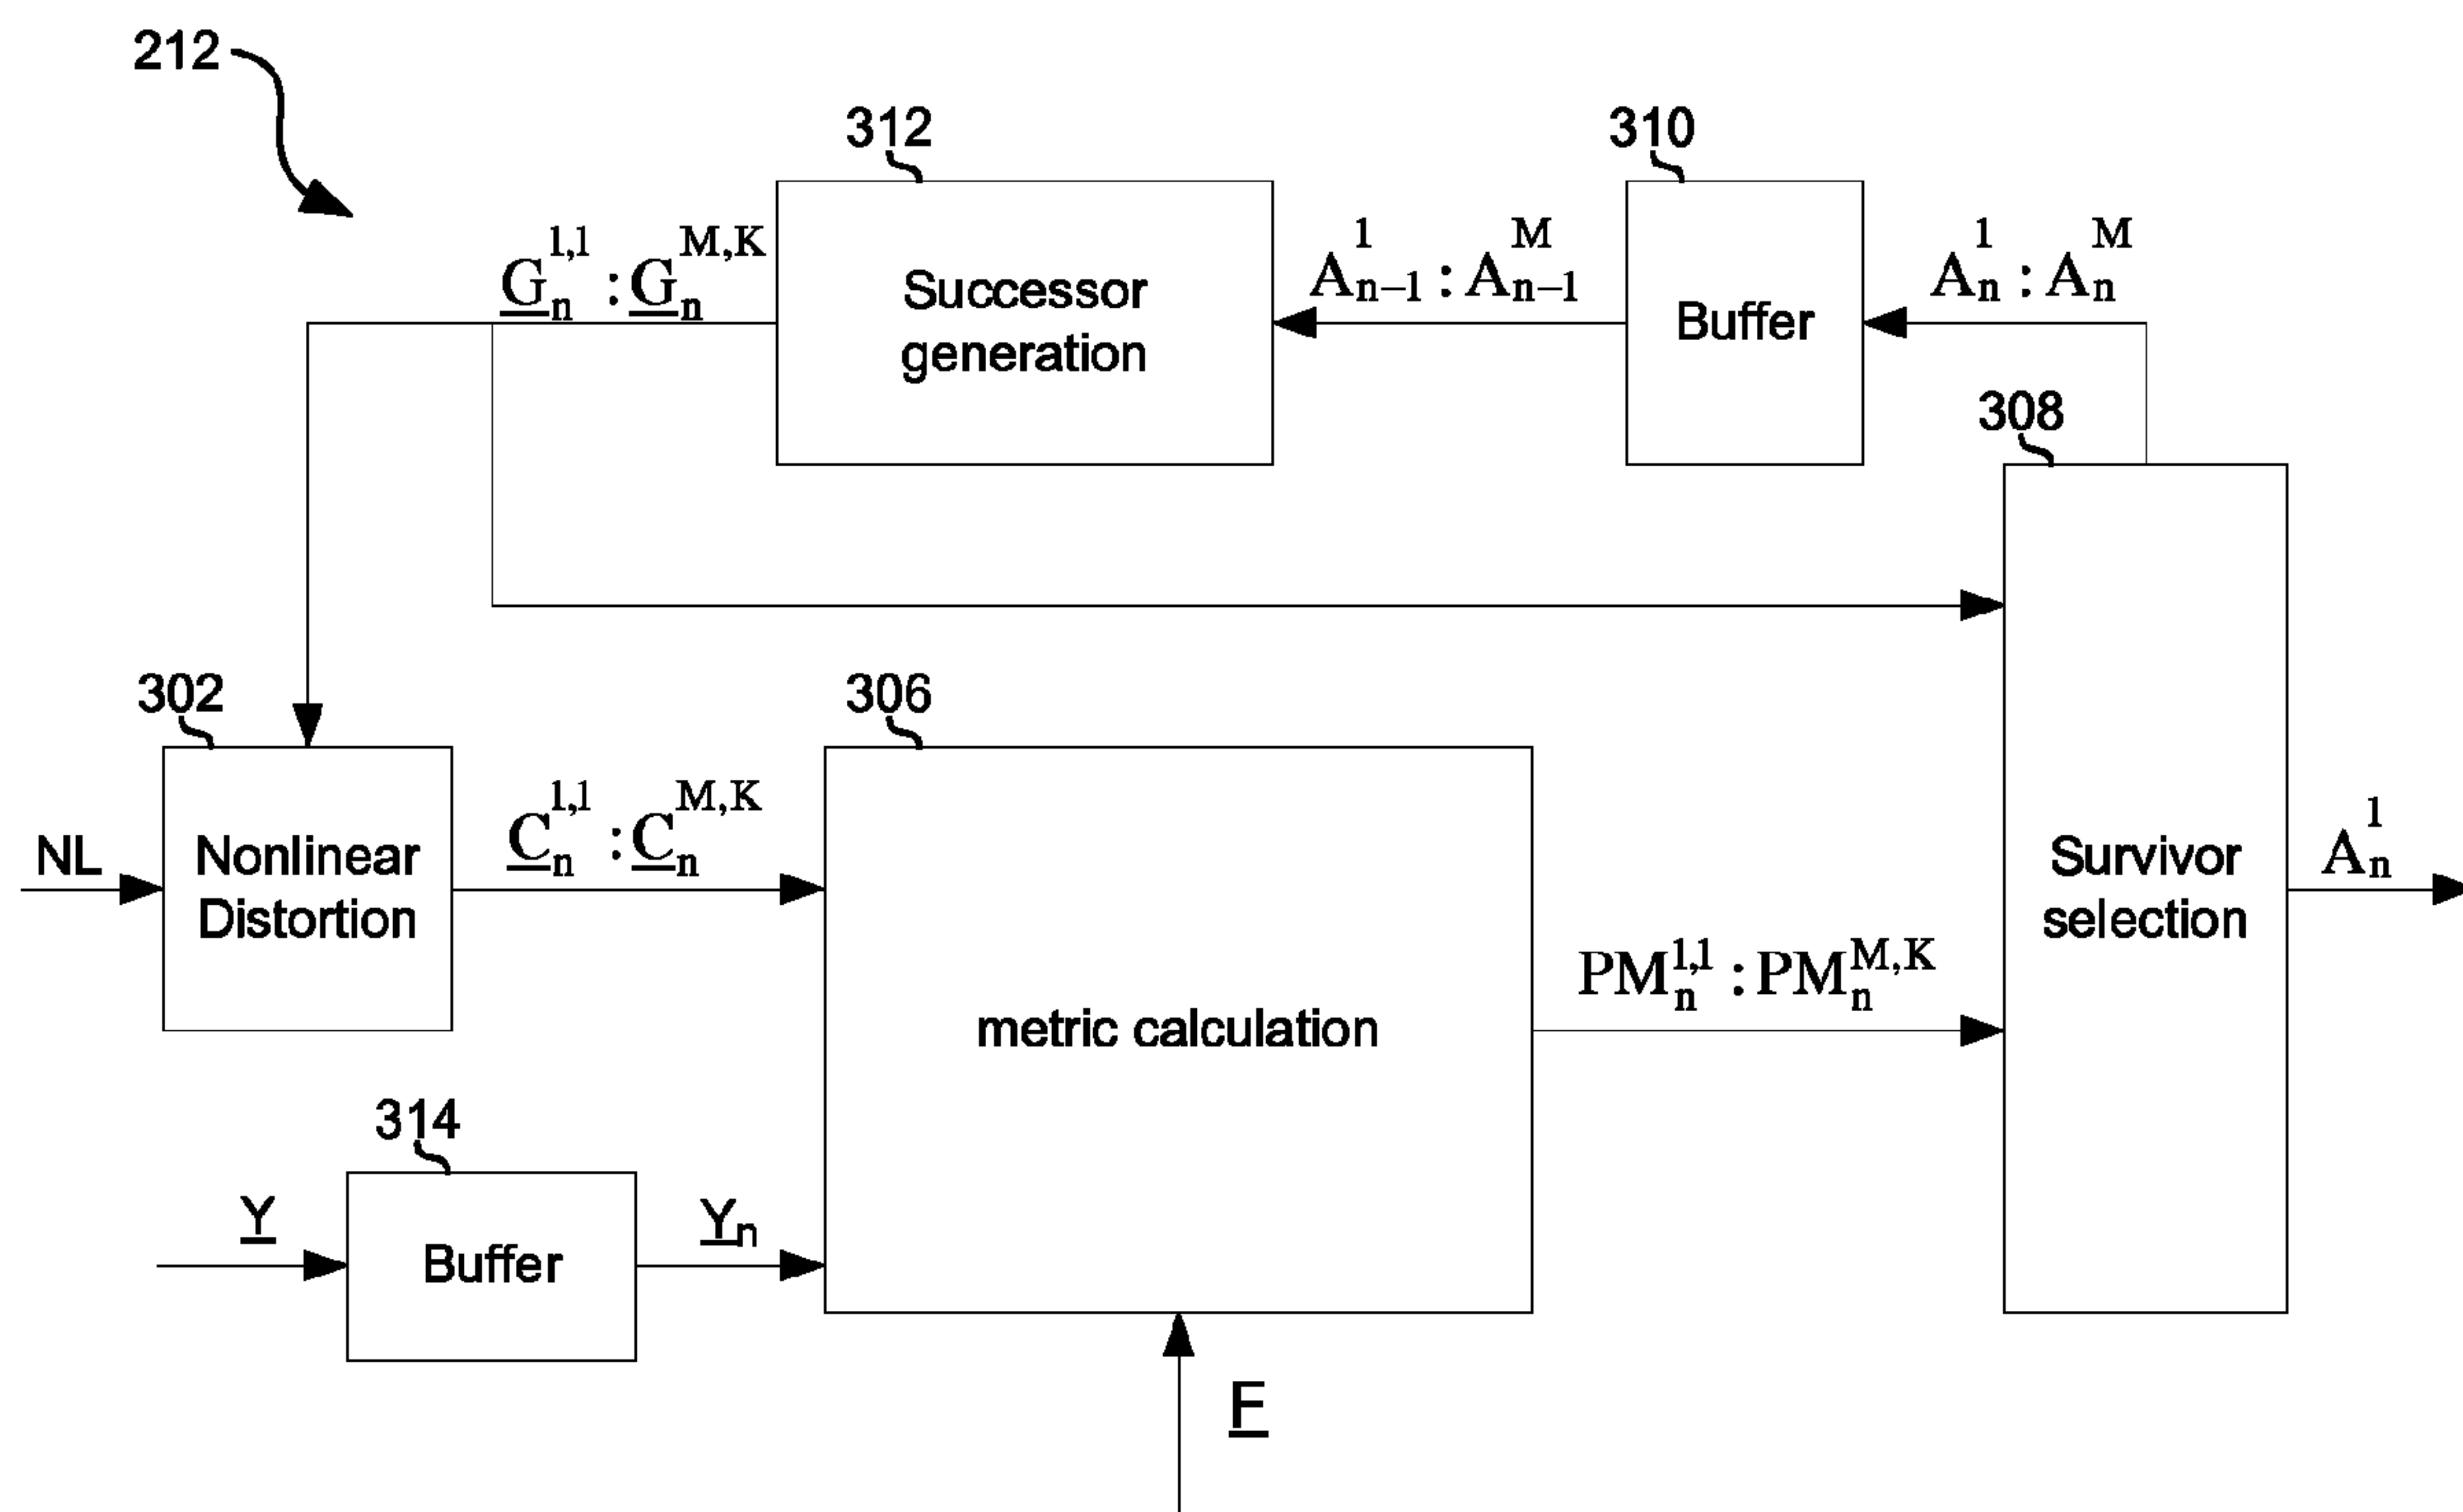 212
312
310
G_n^{1,1} : G_n^{M,K}
Successor
generation
A_{n-1}^1 : A_{n-1}^M
Buffer
A_n^1 : A_n^M
308
302
306
NL
Nonlinear
Distortion
C_n^{1,1} : C_n^{M,K}
metric calculation
PM_n^{1,1} : PM_n^{M,K}
Survivor
selection
A_n^1
314
Y
Buffer
Y_n
F